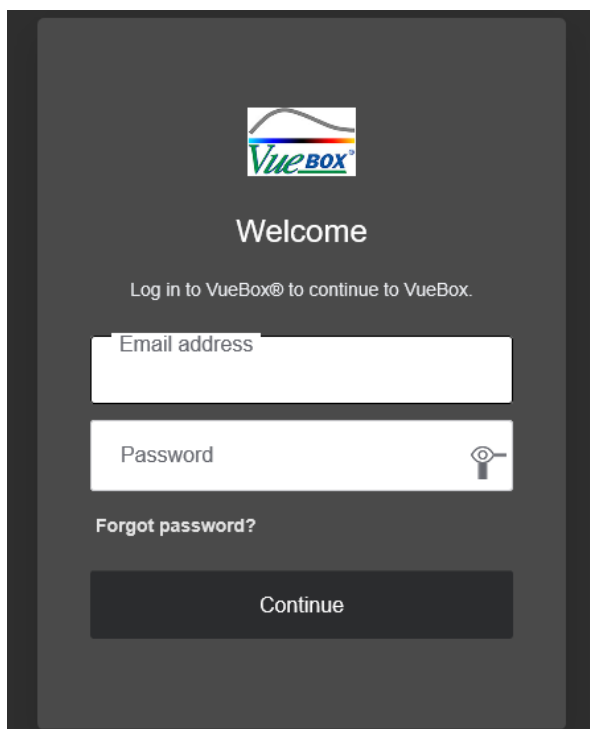 VueBOX®
Welcome
Log in to VueBox® to continue to VueBox.
Email address
Password
Forgot password?
Continue